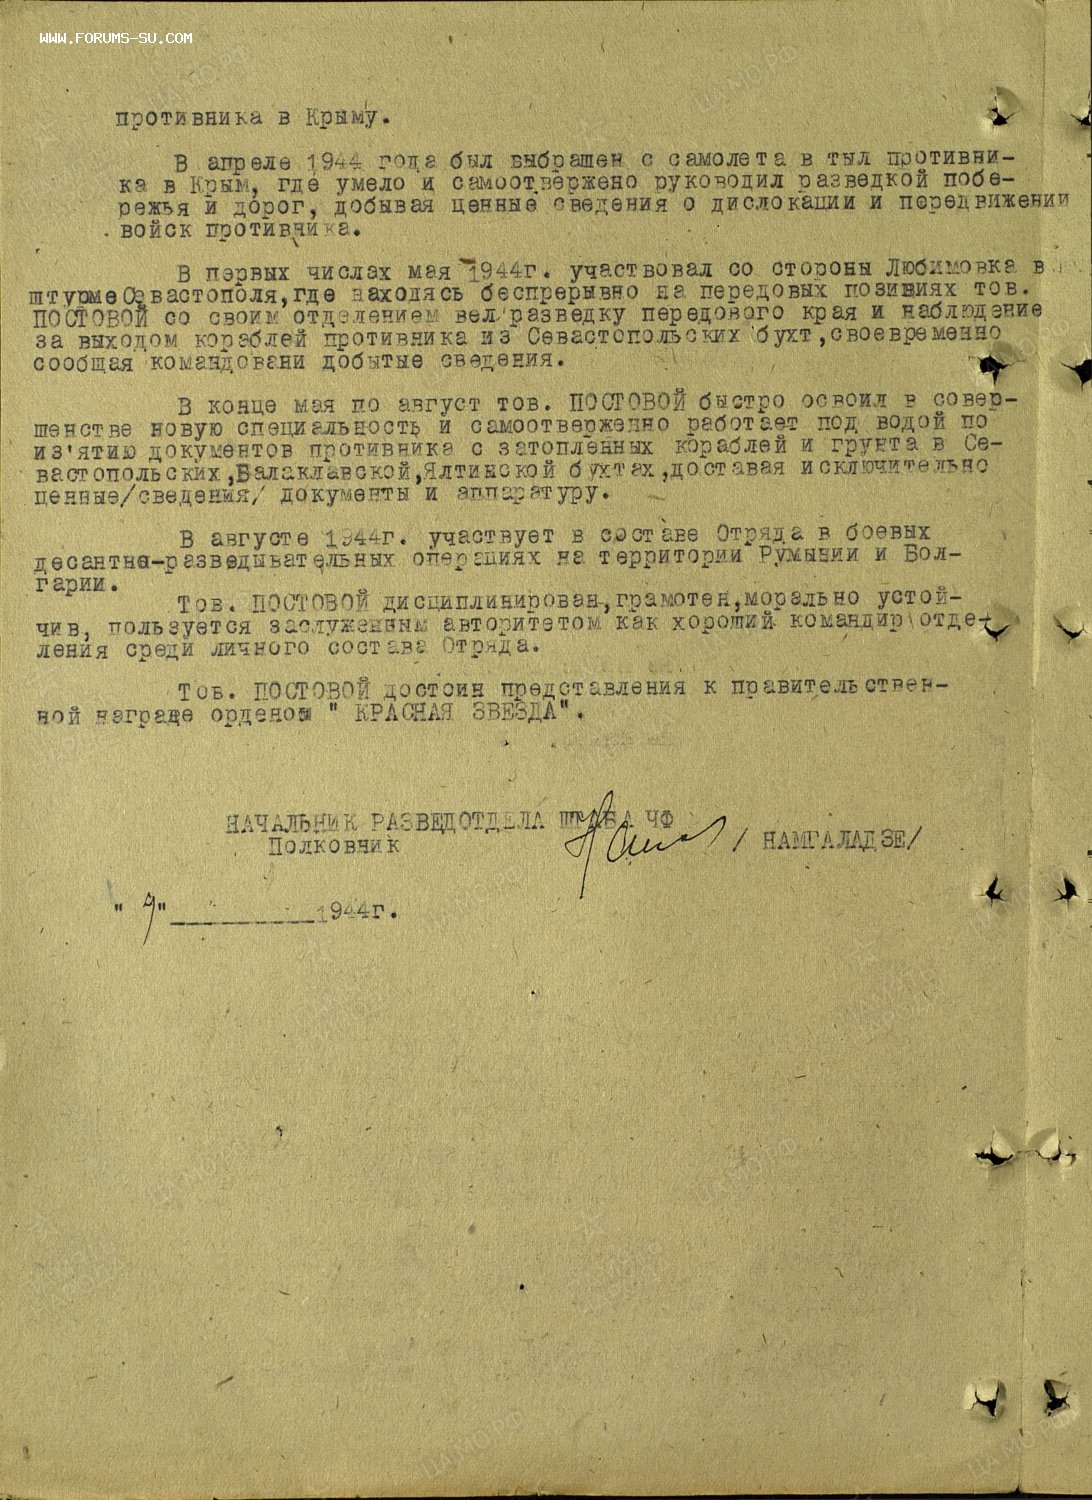 WWW.FORUMS-SU.COM
противника в Крыму.
В апреле 1944 года был выбрашен с самолета в тыл противни-
ка в Крым, где умело и самоотвержено руководил разведкой побе-
режья и дорог, добывая ценные сведения о дислокации и передвижении
войск противника.
В первых числах мая 1944г. участвовал со стороны Любимовка в
штурме Севастополя,где находясь беспрерывно на передовых позициях тов.
ПОСТОВОЙ со своим отделением вел разведку передового края и наблюдение
за выходом кораблей противника из Севастопольских бухт,своевременно
сообщая командовани добытые сведения.
В конце мая по август тов. ПОСТОВОЙ быстро освоил в совер-
шенстве новую специальность и самоотверженно работает под водой по
из'ятию документов противника с затопленных кораблей и грунта в Се-
вастопольских,Балаклавской,Ялтинской бухтах,доставая исключительно
ценные/сведения/ документы и аппаратуру.
В августе 1944г. участвует в составе Отряда в боевых
десантно-разведывательных операциях на территории Румынии и Бол-
гарии.
Тов. ПОСТОВОЙ дисциплинирован,грамотен,морально устой-
чив, пользуется заслуженным авторитетом как хороший командир отде-
ления среди личного состава Отряда.
Тов. ПОСТОВОЙ достоин представления к правительствен-
ной награде орденом " КРАСНАЯ ЗВЕЗДА".
НАЧАЛЬНИК РАЗВЕДОТДЕЛА ШТАБА ЧФ
Полковник / НАМГАЛАДЗЕ/
" 9" 1944г.